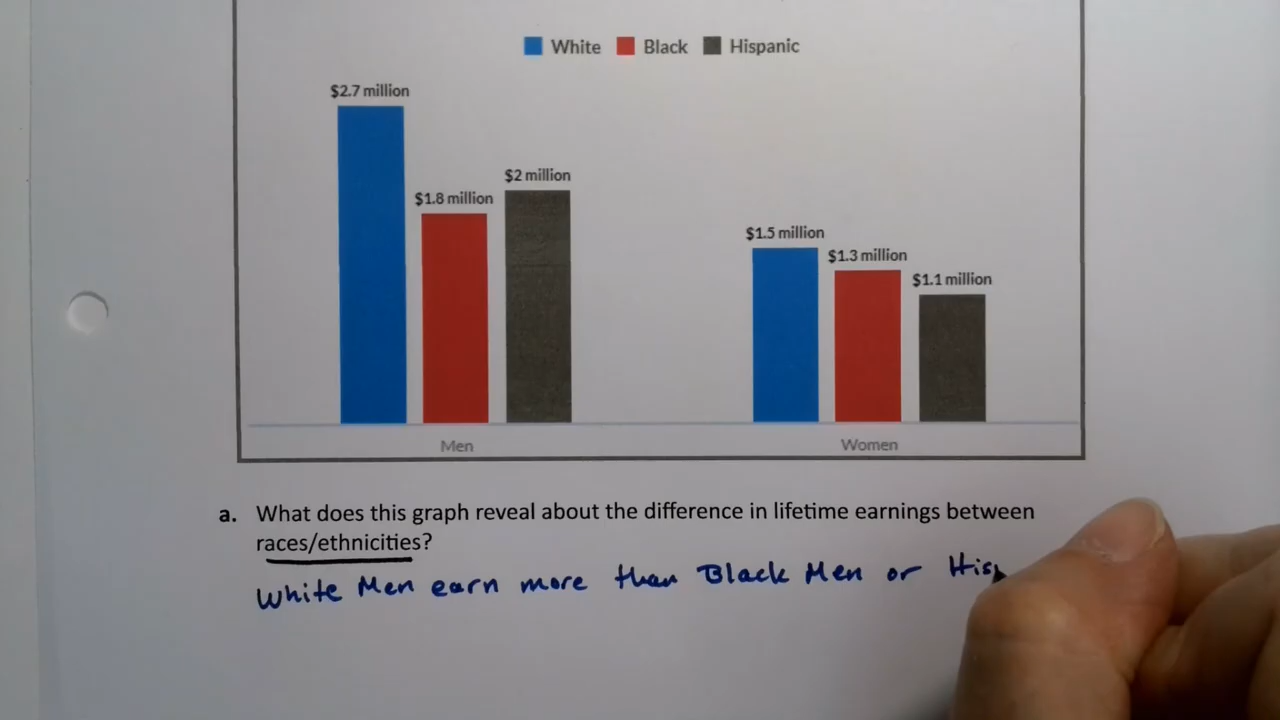 White Black Hispanic
$2.7 million
$2 million
$1.8 million
$1.5 million
$1.3 million
$1.1 million
Men Women
a. What does this graph reveal about the difference in lifetime earnings between
races/ethnicities?
White Men earn more than Black Men or Hisp